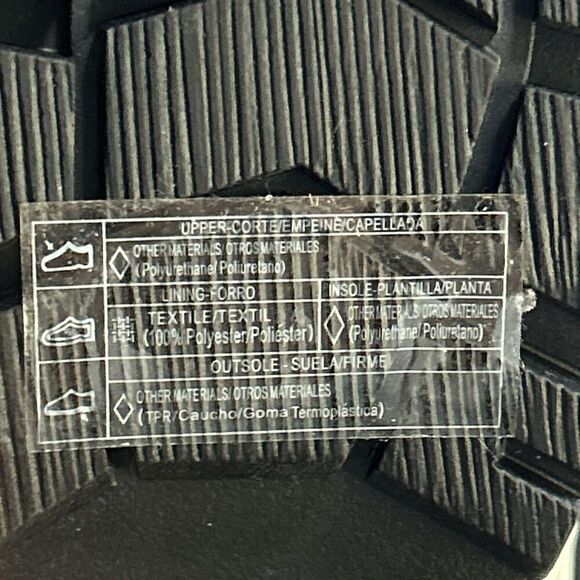 UPPER-CORTE/EMPEINE/CAPELLADA
OTHER MATERIALS/OTROS MATERIALES
(Polyurethane/Poliuretano)
LINING-FORRO
TEXTILE/TEXTIL
(100% Polyester/Poliéster)
INSOLE-PLANTILLA/PLANTA
OTHER MATERIALS/OTROS MATERIALES
(Polyurethane/Poliuretano)
OUTSOLE-SUELA/FIRME
OTHER MATERIALS/OTROS MATERIALES
(TPR/Caucho/Goma Termoplástica)